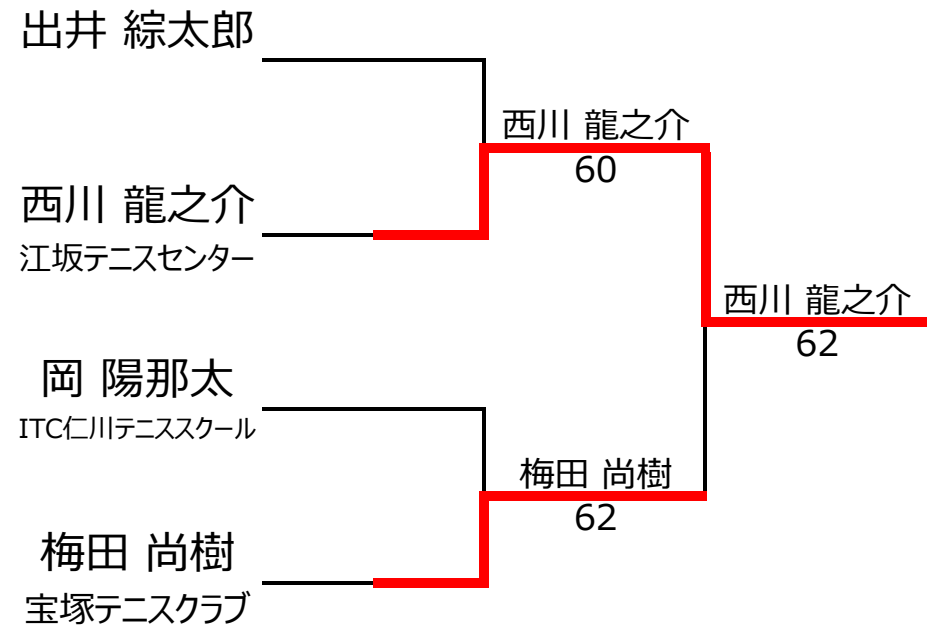 出井 綜太郎
西川 龍之介
60
西川 龍之介
江坂テニスセンター
西川 龍之介
62
岡 陽那太
ITC仁川テニススクール
梅田 尚樹
62
梅田 尚樹
宝塚テニスクラブ